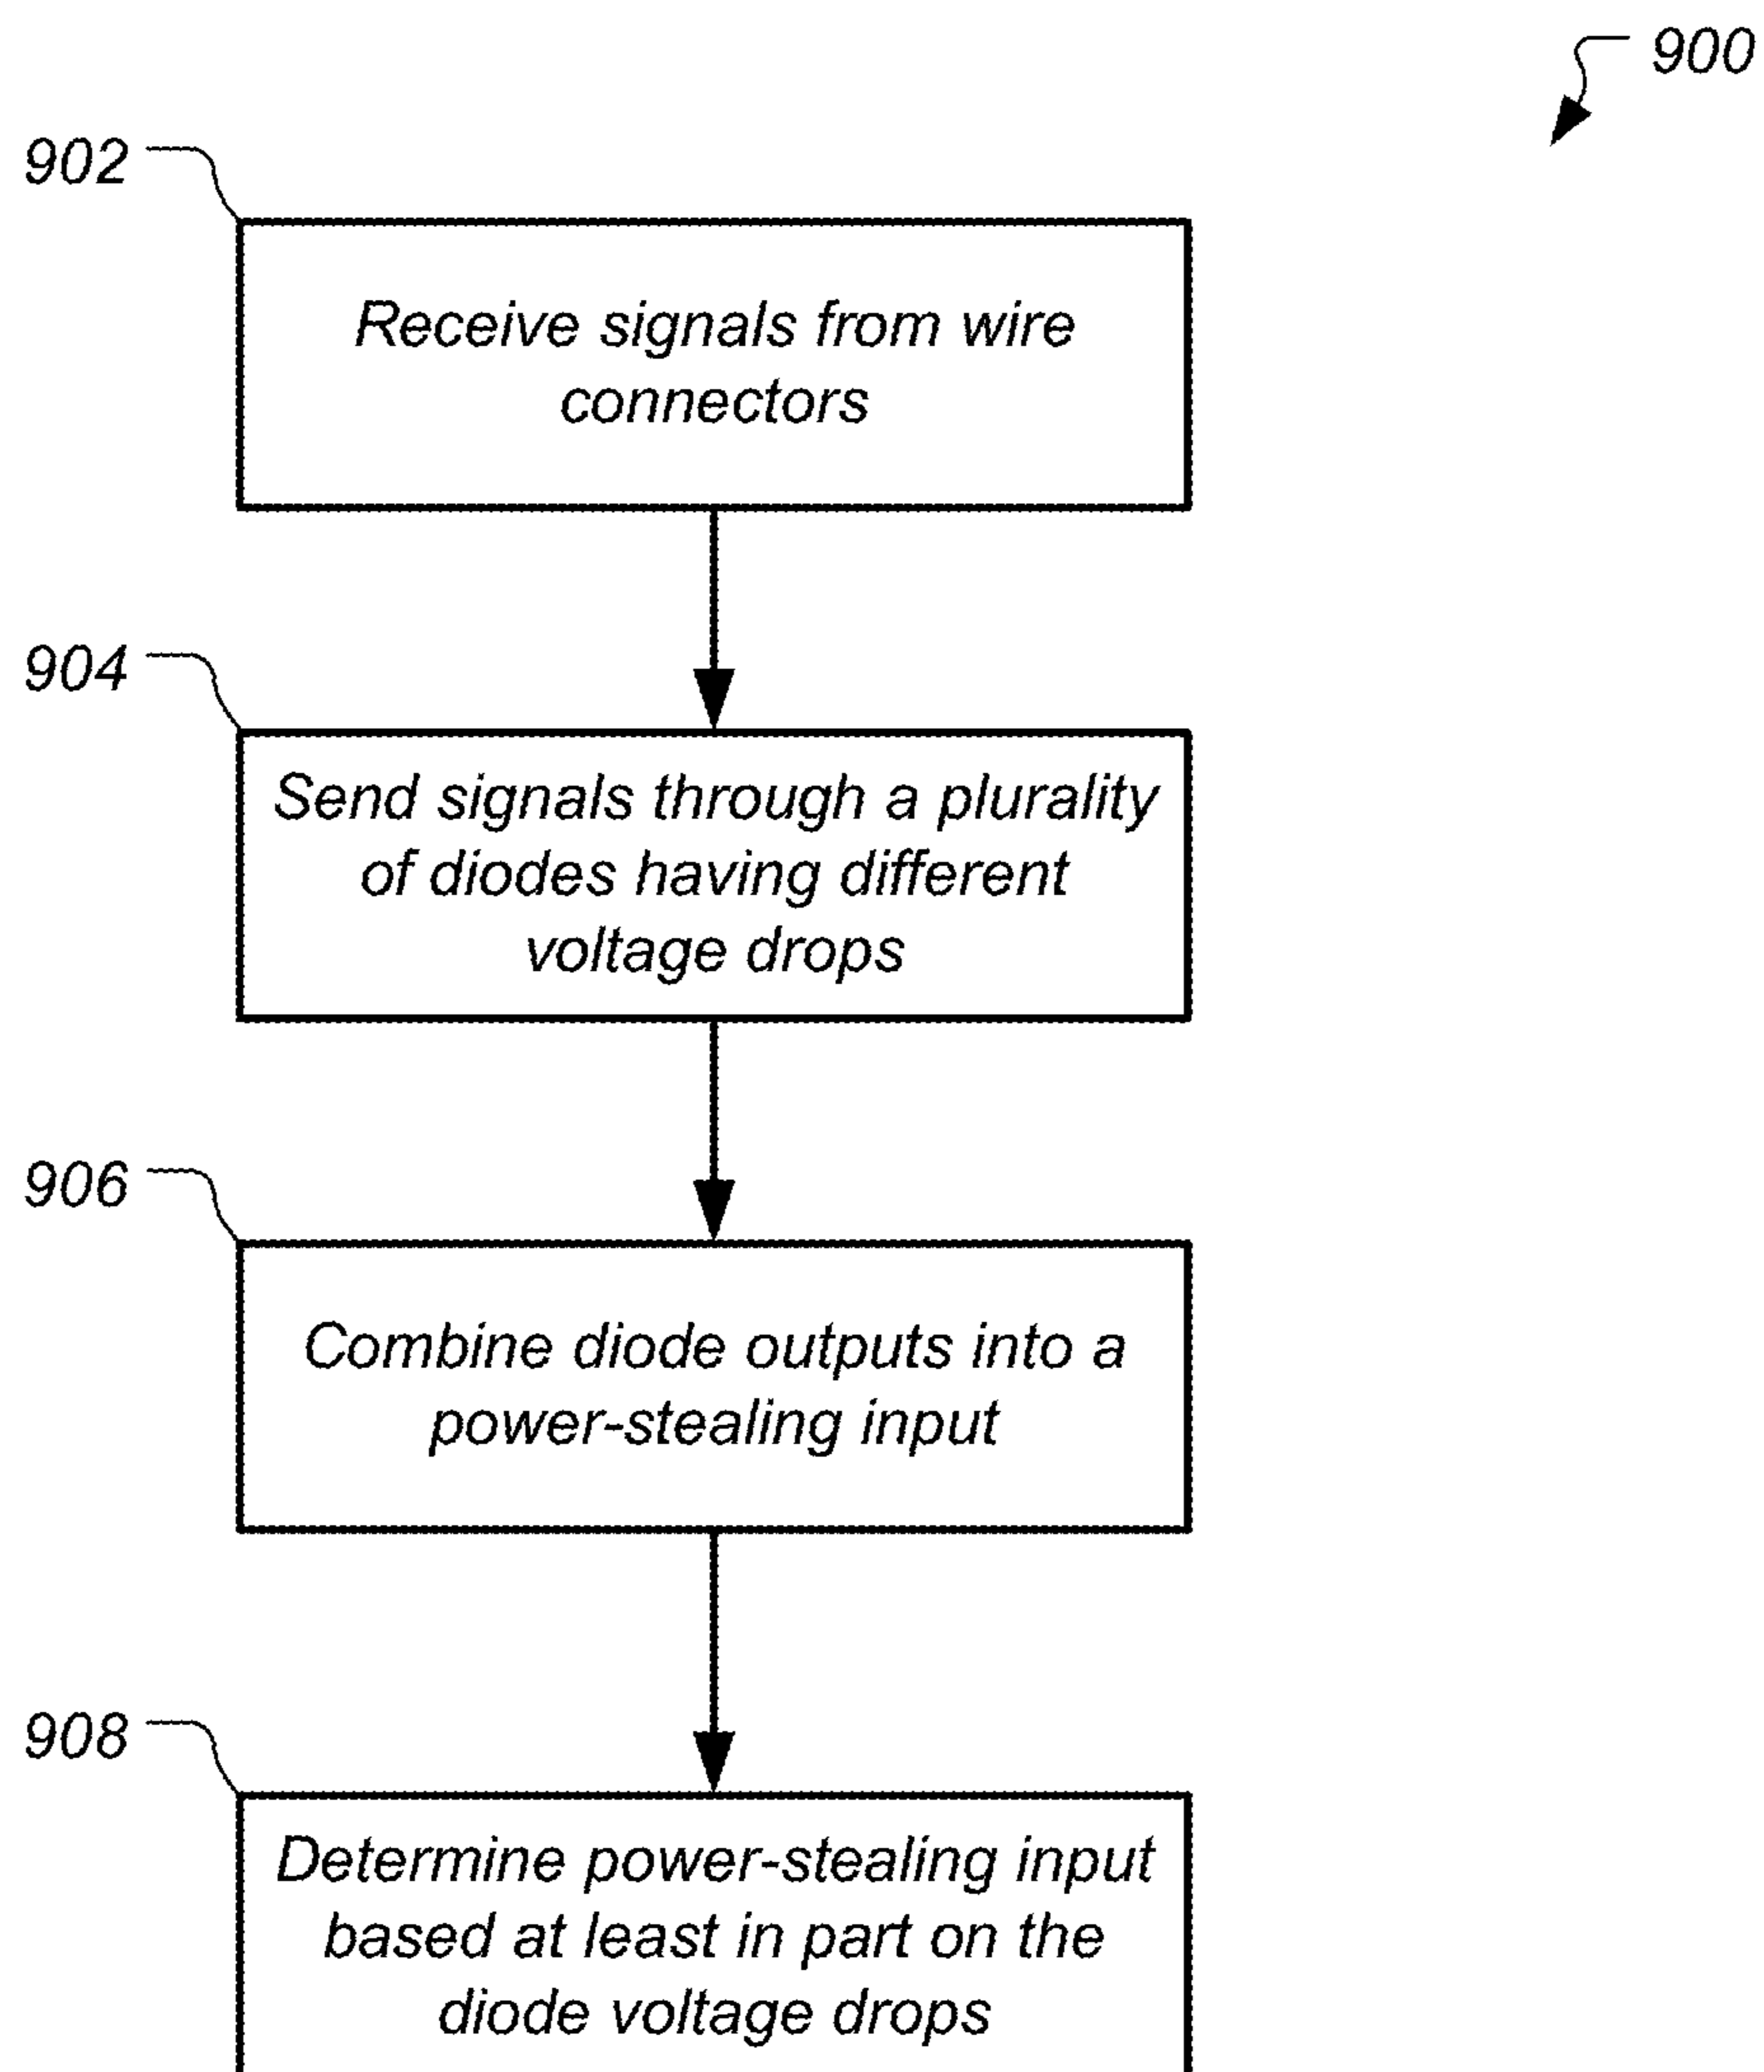 900
902
Receive signals from wire
connectors
904
Send signals through a plurality
of diodes having different
voltage drops
906
Combine diode outputs into a
power-stealing input
908
Determine power-stealing input
based at least in part on the
diode voltage drops